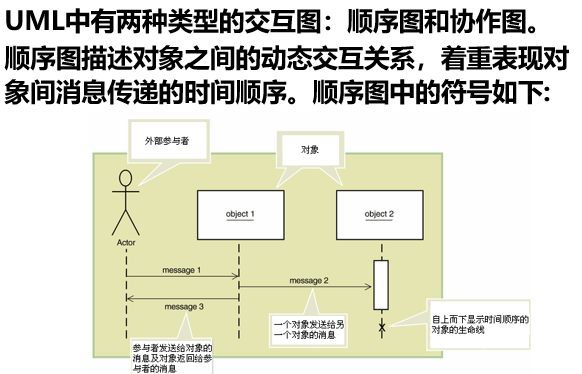 UML中有两种类型的交互图：顺序图和协作图。
顺序图描述对象之间的动态交互关系，着重表现对
象间消息传递的时间顺序。顺序图中的符号如下:
外部参与者
对象
object 1
object 2
Actor
message 1
message 2
message 3
一个对象发送给另
一个对象的消息
自上而下显示时间顺序的
对象的生命线
参与者发送给对象的
消息及对象返回给参
与者的消息